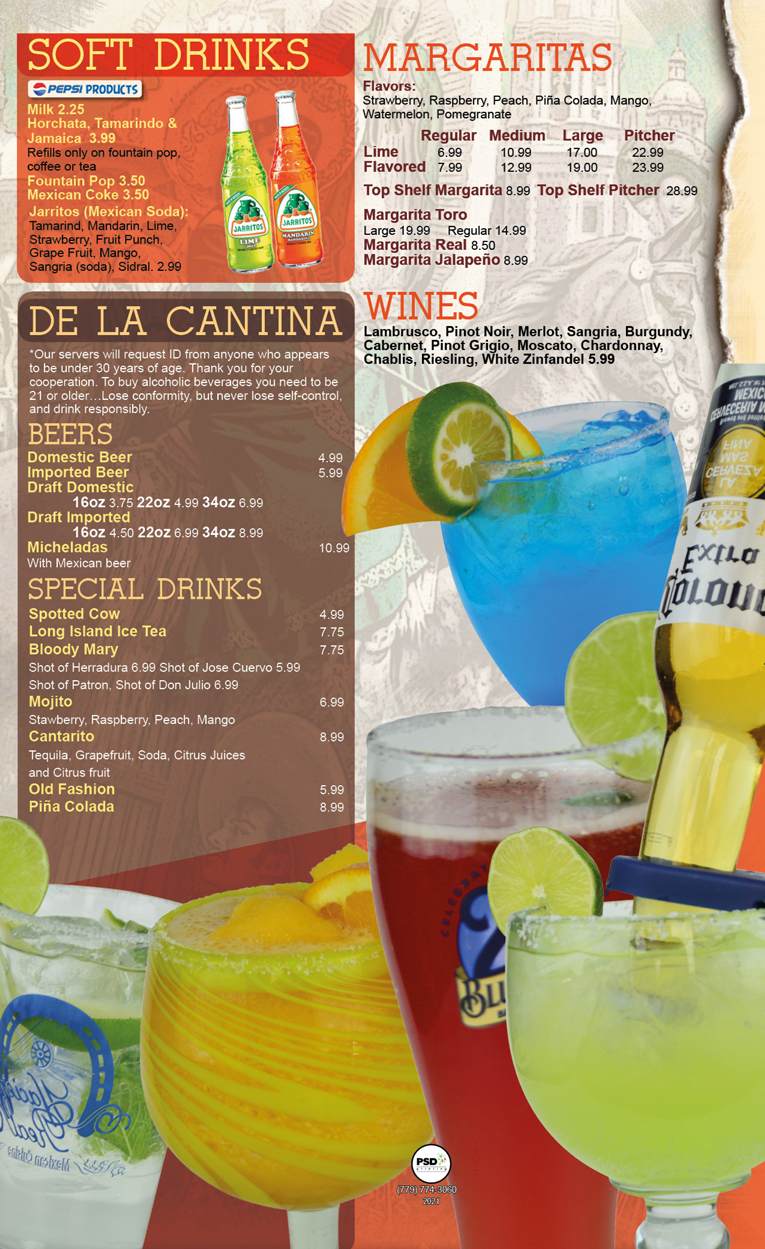 SOFT DRINKS
PEPSI PRODUCTS
Milk 2.25
Horchata, Tamarindo &
Jamaica 3.99
Refills only on fountain pop,
coffee or tea
Fountain Pop 3.50
Mexican Coke 3.50
Jarritos (Mexican Soda):
Tamarind, Mandarin, Lime,
Strawberry, Fruit Punch,
Grape Fruit, Mango,
Sangria (soda), Sidral. 2.99
JARRITOS
LIME
JARRITOS
MANDARIN
DE LA CANTINA
*Our servers will request ID from anyone who appears
to be under 30 years of age. Thank you for your
cooperation. To buy alcoholic beverages you need to be
21 or older…Lose conformity, but never lose self-control,
and drink responsibly.
BEERS
Domestic Beer 4.99
Imported Beer 5.99
Draft Domestic
16oz 3.75 22oz 4.99 34oz 6.99
Draft Imported
16oz 4.50 22oz 6.99 34oz 8.99
Micheladas 10.99
With Mexican beer
SPECIAL DRINKS
Spotted Cow 4.99
Long Island Ice Tea 7.75
Bloody Mary 7.75
Shot of Herradura 6.99 Shot of Jose Cuervo 5.99
Shot of Patron, Shot of Don Julio 6.99
Mojito 6.99
Stawberry, Raspberry, Peach, Mango
Cantarito 8.99
Tequila, Grapefruit, Soda, Citrus Juices
and Citrus fruit
Old Fashion 5.99
Piña Colada 8.99
MARGARITAS
Flavors:
Strawberry, Raspberry, Peach, Piña Colada, Mango,
Watermelon, Pomegranate
Regular Medium Large Pitcher
Lime 6.99 10.99 17.00 22.99
Flavored 7.99 12.99 19.00 23.99
Top Shelf Margarita 8.99 Top Shelf Pitcher 28.99
Margarita Toro
Large 19.99 Regular 14.99
Margarita Real 8.50
Margarita Jalapeño 8.99
WINES
Lambrusco, Pinot Noir, Merlot, Sangria, Burgundy,
Cabernet, Pinot Grigio, Moscato, Chardonnay,
Chablis, Riesling, White Zinfandel 5.99
CERVECERIA
LA
CERVEZA
MAS
FINA
Extra
PSD
PRINTING
(779) 774-3060
2021